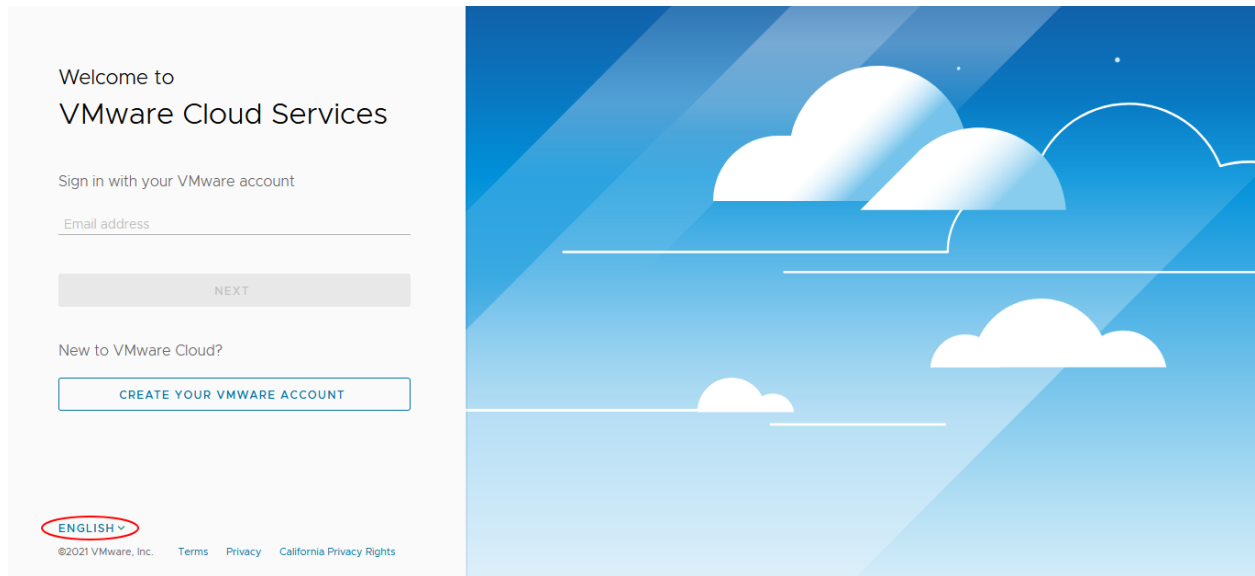 Welcome to
VMware Cloud Services
Sign in with your VMware account
Email address
NEXT
New to VMware Cloud?
CREATE YOUR VMWARE ACCOUNT
ENGLISH
©2021 VMware, Inc. Terms Privacy California Privacy Rights